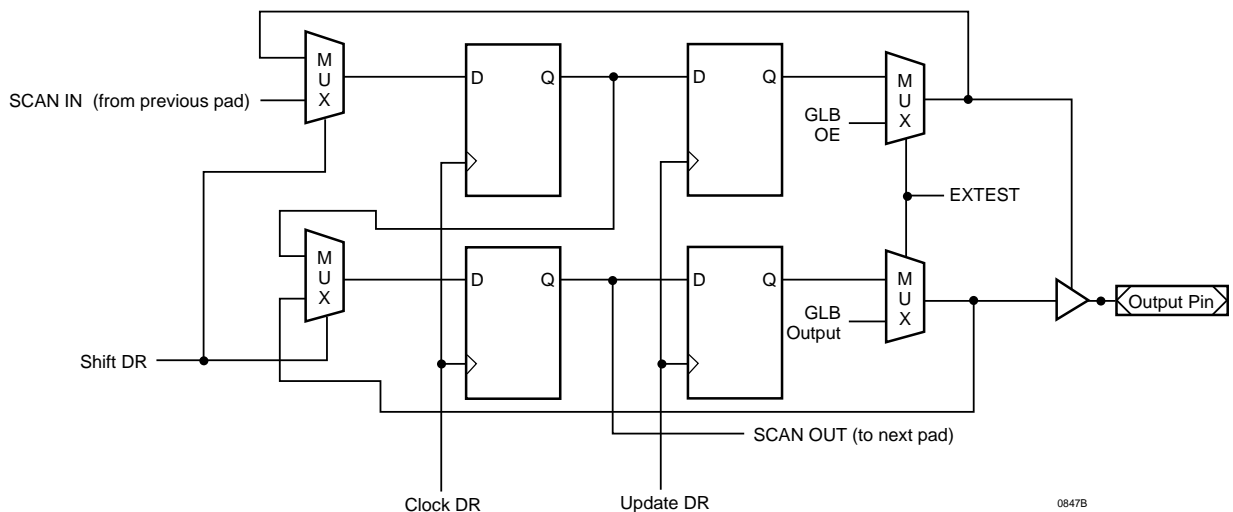 M
U
X
D Q
D Q
M
U
X
SCAN IN (from previous pad)
GLB
OE
EXTEST
M
U
X
D Q
D Q
M
U
X
GLB
Output
Output Pin
Shift DR
SCAN OUT (to next pad)
Clock DR
Update DR
0847B